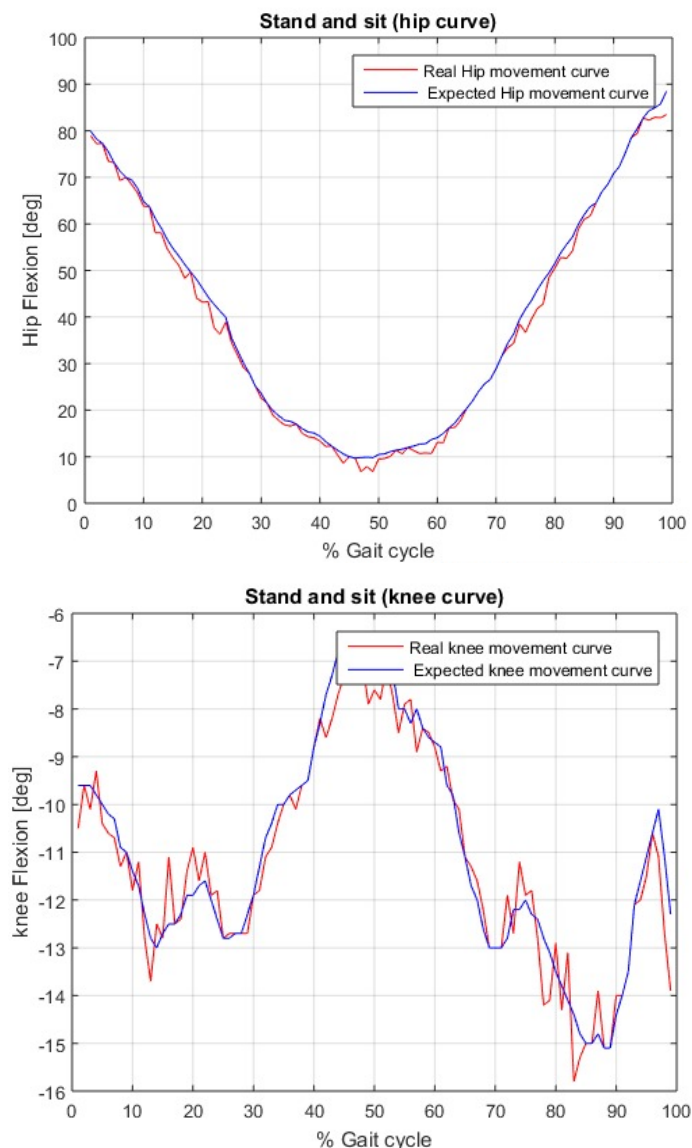 Stand and sit (hip curve)
100
90
80
70
60
50
40
30
20
10
0
Hip Flexion [deg]
Real Hip movement curve
Expected Hip movement curve
0 10 20 30 40 50 60 70 80 90 100
% Gait cycle
Stand and sit (knee curve)
-6
-7
-8
-9
-10
-11
-12
-13
-14
-15
-16
knee Flexion [deg]
Real knee movement curve
Expected knee movement curve
0 10 20 30 40 50 60 70 80 90 100
% Gait cycle